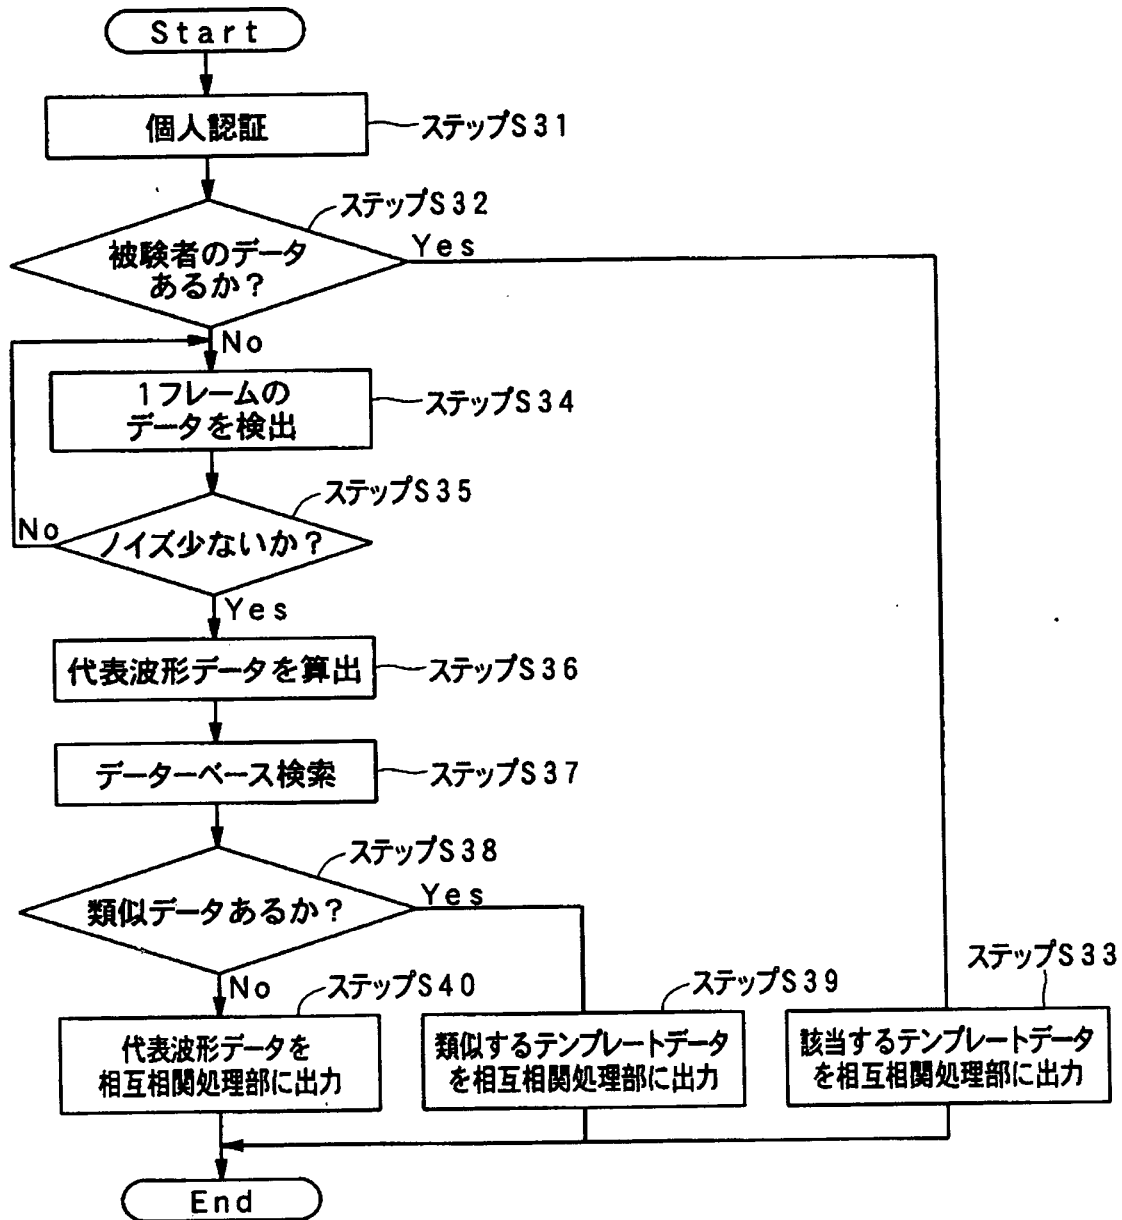 Start
個人認証
ステップS31
ステップS32
被験者のデータ
あるか?
Yes
No
1フレームの
データを検出
ステップS34
ステップS35
No
ノイズ少ないか?
Yes
代表波形データを算出
ステップS36
データーベース検索
ステップS37
ステップS38
類似データあるか?
Yes
No
ステップS40
ステップS39
ステップS33
代表波形データを
相互相関処理部に出力
類似するテンプレートデータ
を相互相関処理部に出力
該当するテンプレートデータ
を相互相関処理部に出力
End